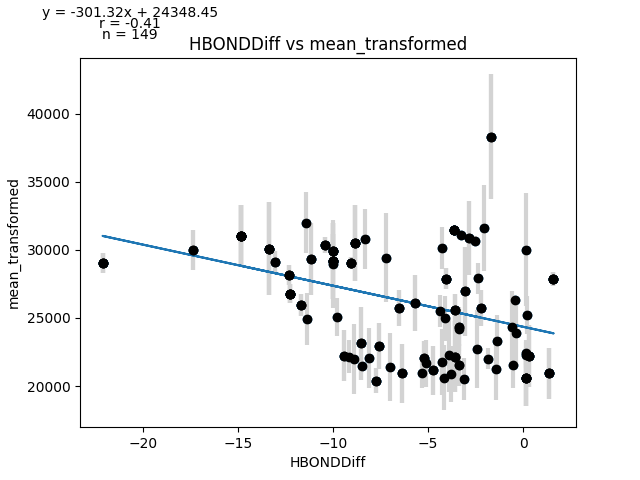 y = -301.32x + 24348.45
r = -0.41
n = 149
HBONDDiff vs mean_transformed
mean_transformed
40000
35000
30000
25000
20000
−20
−15
−10
−5
0
HBONDDiff